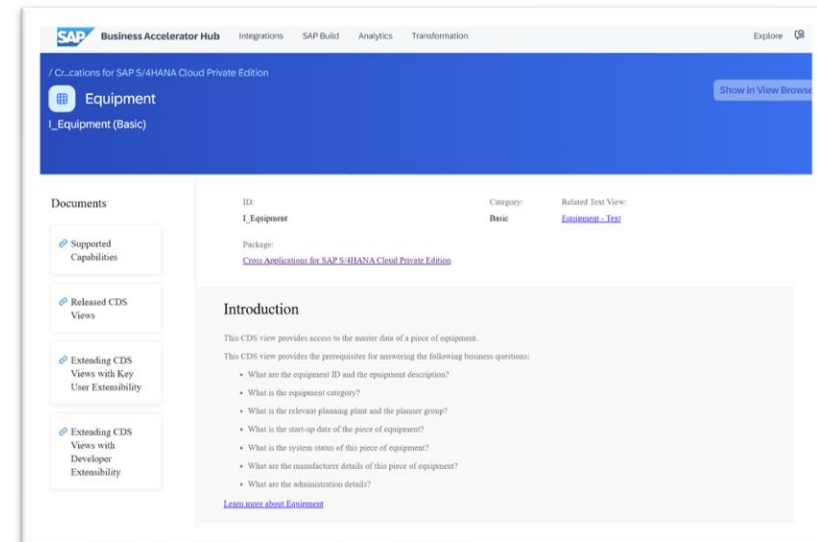 SAP Business Accelerator Hub Integrations SAP Build Analytics Transformation Explore
/ Cr...cations for SAP S/4HANA Cloud Private Edition
Equipment
Show in View Browse
I_Equipment (Basic)
Documents
Supported
Capabilities
Released CDS
Views
Extending CDS
Views with Key
User Extensibility
Extending CDS
Views with
Developer
Extensibility
ID: Category: Related Text View:
I_Equipment Basic Equipment - Text
Package:
Cross Applications for SAP S/4HANA Cloud Private Edition
Introduction
This CDS view provides access to the master data of a piece of equipment.
This CDS view provides the prerequisites for answering the following business questions:
• What are the equipment ID and the equipment description?
• What is the equipment category?
• What is the relevant planning plant and the planner group?
• What is the start-up date of the piece of equipment?
• What is the system status of this piece of equipment?
• What are the manufacturer details of this piece of equipment?
• What are the administration details?
Learn more about Equipment